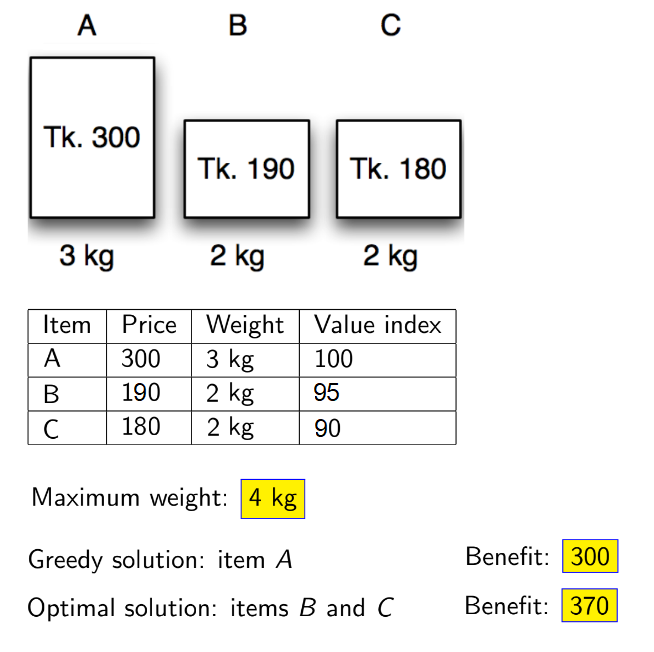 A B C
Tk. 300 Tk. 190 Tk. 180
3 kg 2 kg 2 kg
Item Price Weight Value index
A 300 3 kg 100
B 190 2 kg 95
C 180 2 kg 90
Maximum weight: 4 kg
Greedy solution: item A Benefit: 300
Optimal solution: items B and C Benefit: 370